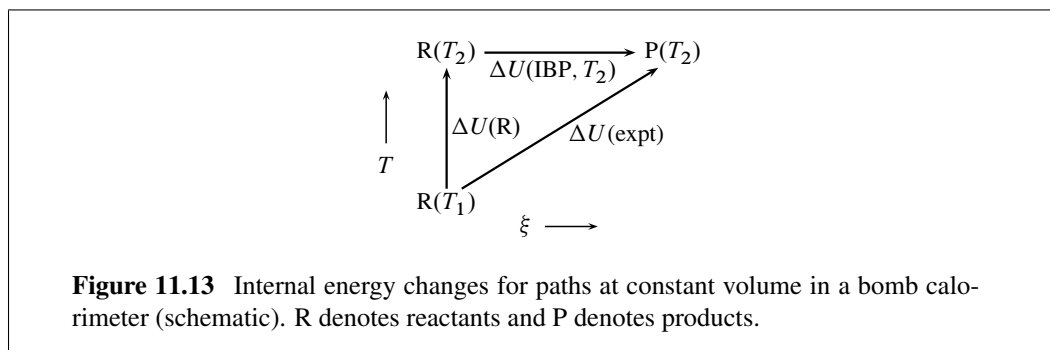 R(T₂) P(T₂)
ΔU(IBP, T₂)
ΔU(R) ΔU(expt)
T
R(T₁)
ξ
Figure 11.13 Internal energy changes for paths at constant volume in a bomb calo-
rimeter (schematic). R denotes reactants and P denotes products.